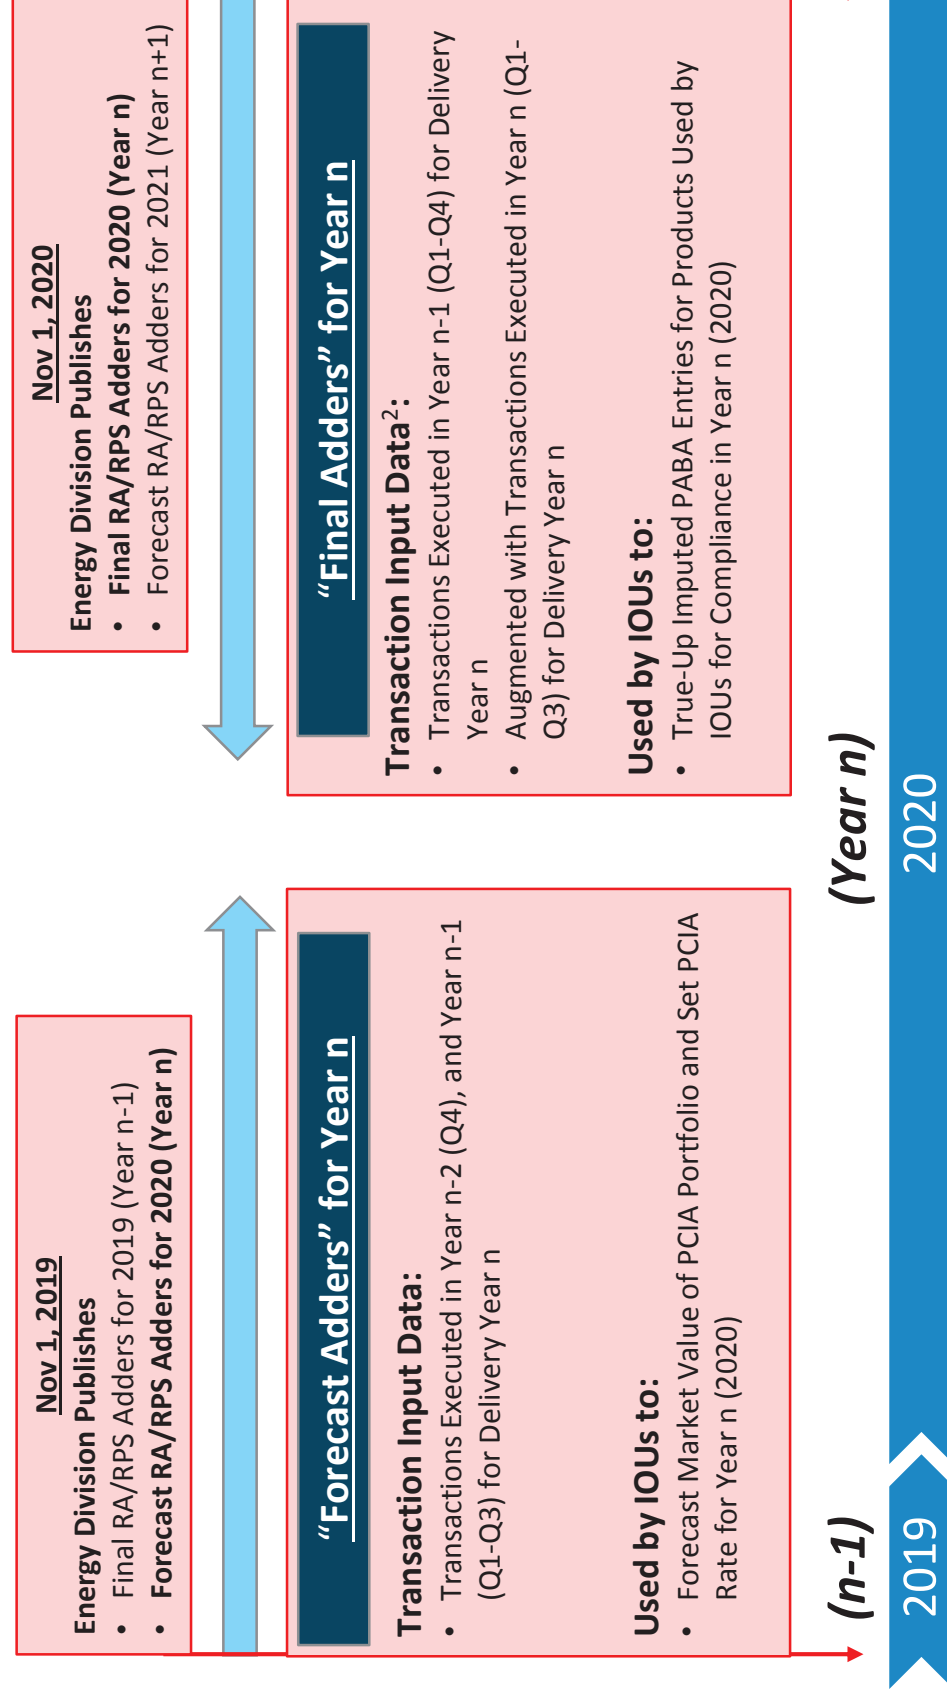 Nov 1, 2019
Energy Division Publishes
• Final RA/RPS Adders for 2019 (Year n-1)
• Forecast RA/RPS Adders for 2020 (Year n)
Nov 1, 2020
Energy Division Publishes
• Final RA/RPS Adders for 2020 (Year n)
• Forecast RA/RPS Adders for 2021 (Year n+1)
“Forecast Adders” for Year n
Transaction Input Data:
• Transactions Executed in Year n-2 (Q4), and Year n-1
(Q1-Q3) for Delivery Year n
Used by IOUs to:
• Forecast Market Value of PCIA Portfolio and Set PCIA
Rate for Year n (2020)
“Final Adders” for Year n
Transaction Input Data²:
• Transactions Executed in Year n-1 (Q1-Q4) for Delivery
Year n
• Augmented with Transactions Executed in Year n (Q1-
Q3) for Delivery Year n
Used by IOUs to:
• True-Up Imputed PABA Entries for Products Used by
IOUs for Compliance in Year n (2020)
(n-1)
(Year n)
2019
2020